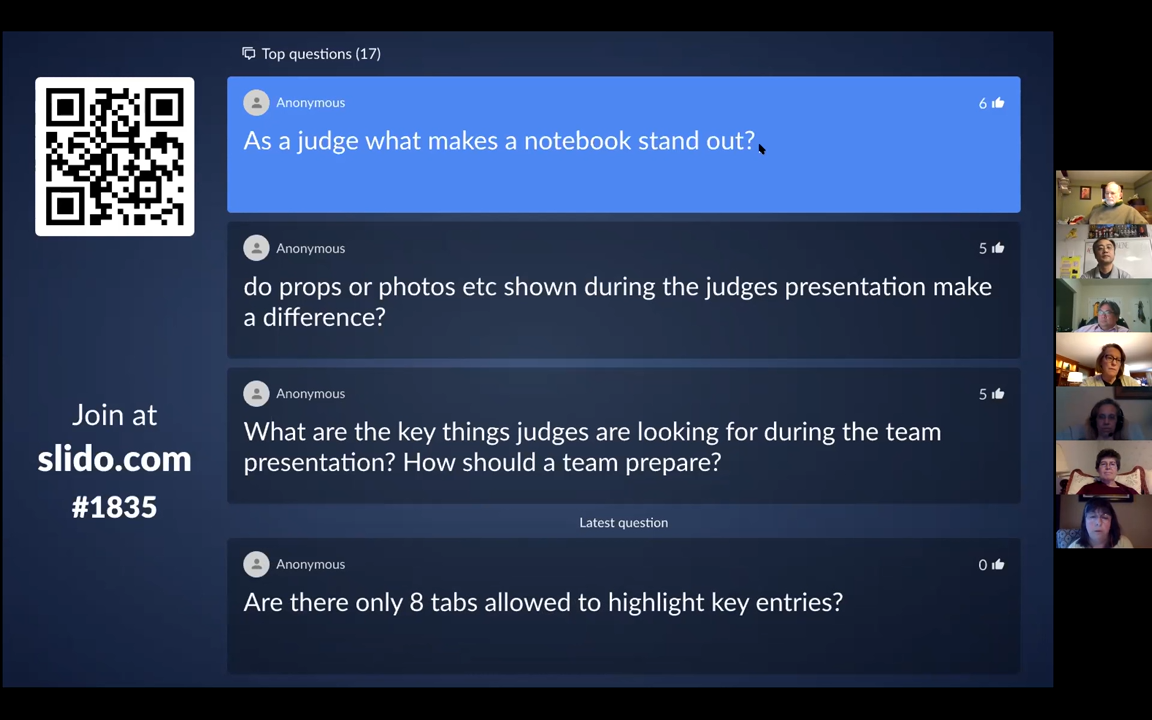 Top questions (17)
Anonymous
6
As a judge what makes a notebook stand out?
Anonymous
5
do props or photos etc shown during the judges presentation make
a difference?
Anonymous
5
What are the key things judges are looking for during the team
presentation? How should a team prepare?
Latest question
Anonymous
0
Are there only 8 tabs allowed to highlight key entries?
Join at
slido.com
#1835